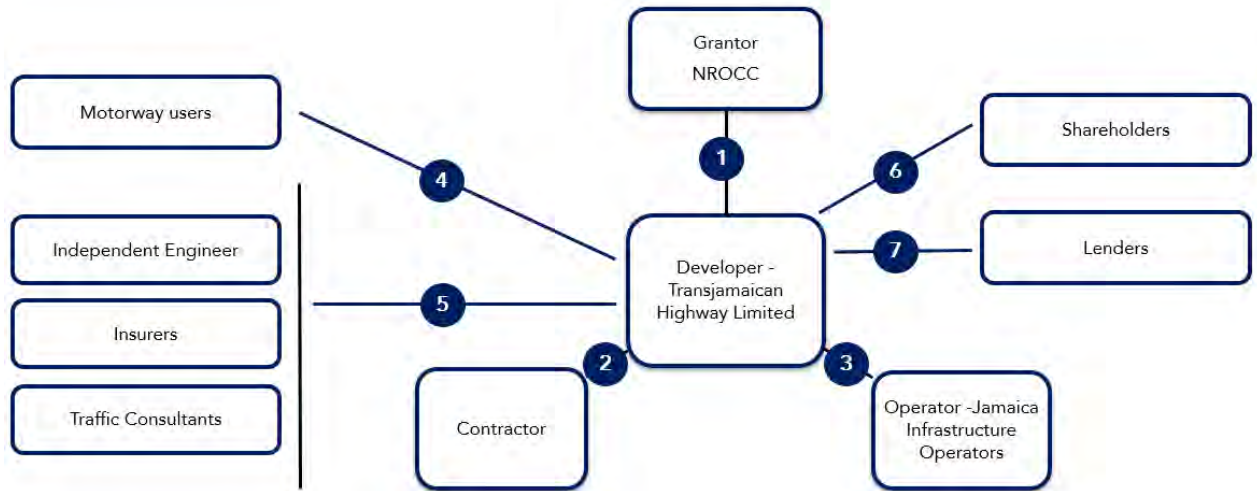 Grantor
NROCC
Motorway users
Shareholders
1
4
6
Independent Engineer
Developer -
Transjamaican
Highway Limited
7
Lenders
5
Insurers
2
3
Traffic Consultants
Contractor
Operator -Jamaica
Infrastructure
Operators